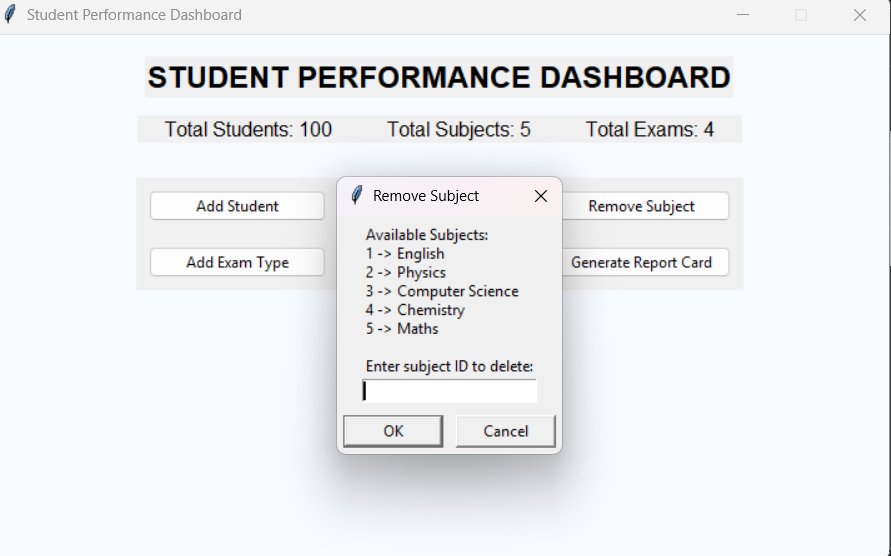 Student Performance Dashboard
STUDENT PERFORMANCE DASHBOARD
Total Students: 100 Total Subjects: 5 Total Exams: 4
Add Student
Remove Subject
Add Exam Type
Generate Report Card
Remove Subject
Available Subjects:
1 -> English
2 -> Physics
3 -> Computer Science
4 -> Chemistry
5 -> Maths
Enter subject ID to delete:
OK Cancel